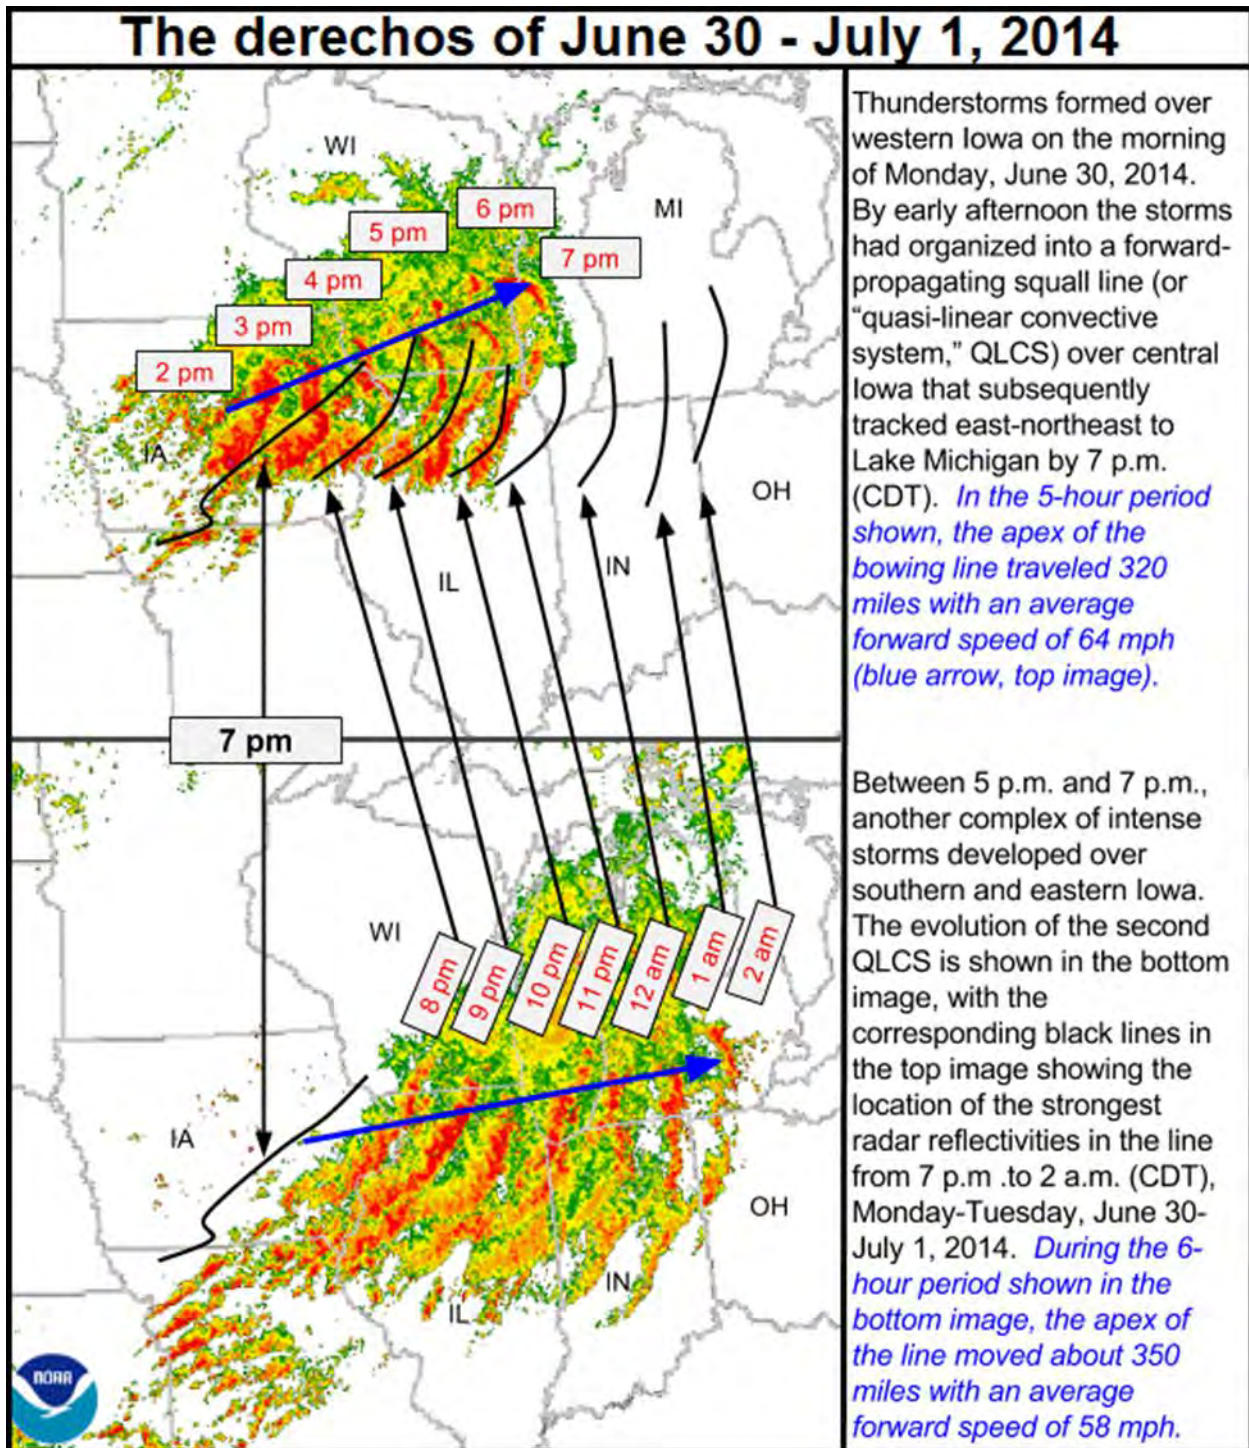 The derechos of June 30 - July 1, 2014
WI
MI
6 pm
5 pm
7 pm
4 pm
3 pm
2 pm
IA
OH
IL
IN
7 pm
Thunderstorms formed over
western Iowa on the morning
of Monday, June 30, 2014.
By early afternoon the storms
had organized into a forward-
propagating squall line (or
“quasi-linear convective
system,” QLCS) over central
Iowa that subsequently
tracked east-northeast to
Lake Michigan by 7 p.m.
(CDT).  In the 5-hour period
shown, the apex of the
bowing line traveled 320
miles with an average
forward speed of 64 mph
(blue arrow, top image).
WI
8 pm
9 pm
10 pm
11 pm
12 am
1 am
2 am
IA
OH
IN
IL
NOAA
Between 5 p.m. and 7 p.m.,
another complex of intense
storms developed over
southern and eastern Iowa.
The evolution of the second
QLCS is shown in the bottom
image, with the
corresponding black lines in
the top image showing the
location of the strongest
radar reflectivities in the line
from 7 p.m .to 2 a.m. (CDT),
Monday-Tuesday, June 30-
July 1, 2014.  During the 6-
hour period shown in the
bottom image, the apex of
the line moved about 350
miles with an average
forward speed of 58 mph.